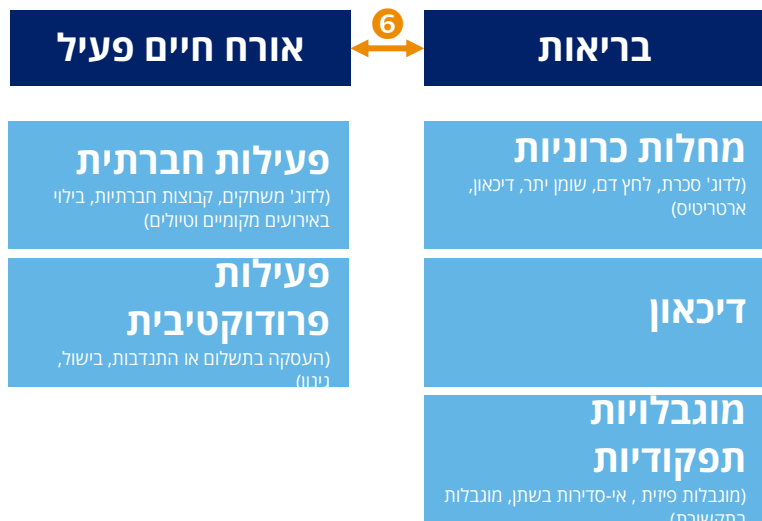 בריאות
6
אורח חיים פעיל
מחלות כרוניות
(לדוג' סכרת, לחץ דם, שומן יתר, דיכאון,
ארטריטיס)
דיכאון
מוגבלויות
תפקודיות
(מוגבלות פיזית , אי-סדירות בשתן, מוגבלות
בתקשורת)
פעילות חברתית
(לדוג' משחקים, קבוצות חברתיות, בילוי
באירועים מקומיים וטיולים)
פעילות
פרודוקטיבית
(העסקה בתשלום או התנדבות, בישול,
גינון)